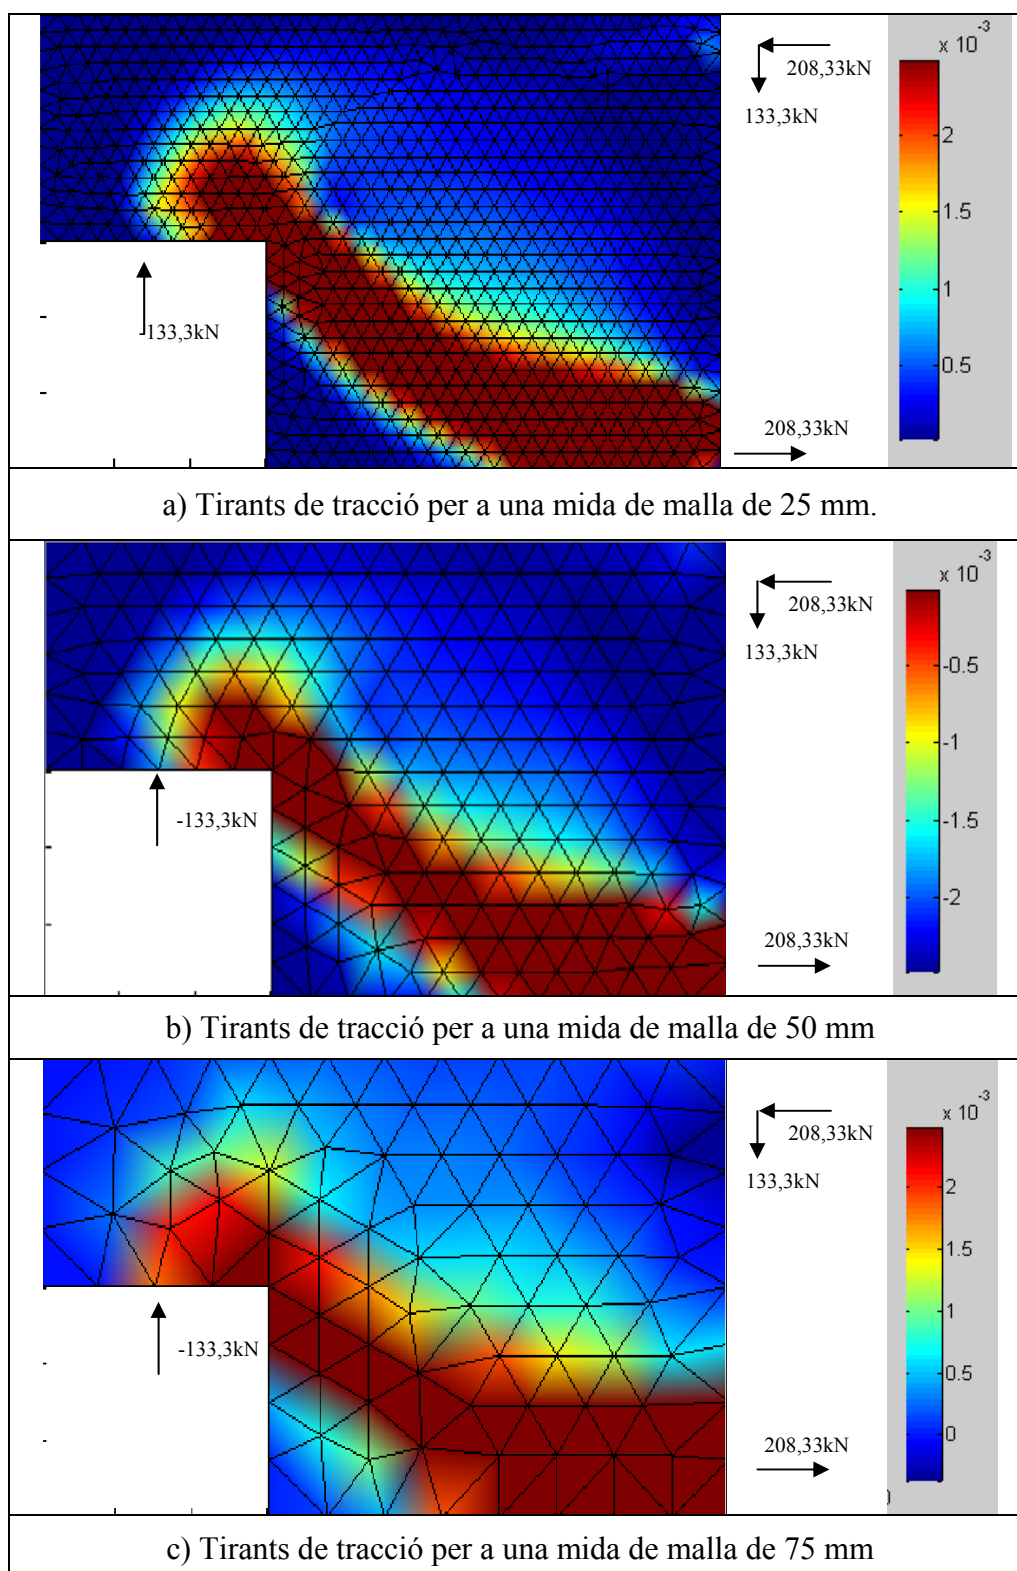 x 10-3
208,33kN
133,3kN
2
1.5
1
0.5
-133,3kN
208,33kN
a) Tirants de tracció per a una mida de malla de 25 mm.
x 10-3
208,33kN
133,3kN
-0.5
-1
-1.5
-2
-133,3kN
208,33kN
b) Tirants de tracció per a una mida de malla de 50 mm
x 10-3
208,33kN
133,3kN
2
1.5
1
0.5
0
-133,3kN
208,33kN
c) Tirants de tracció per a una mida de malla de 75 mm